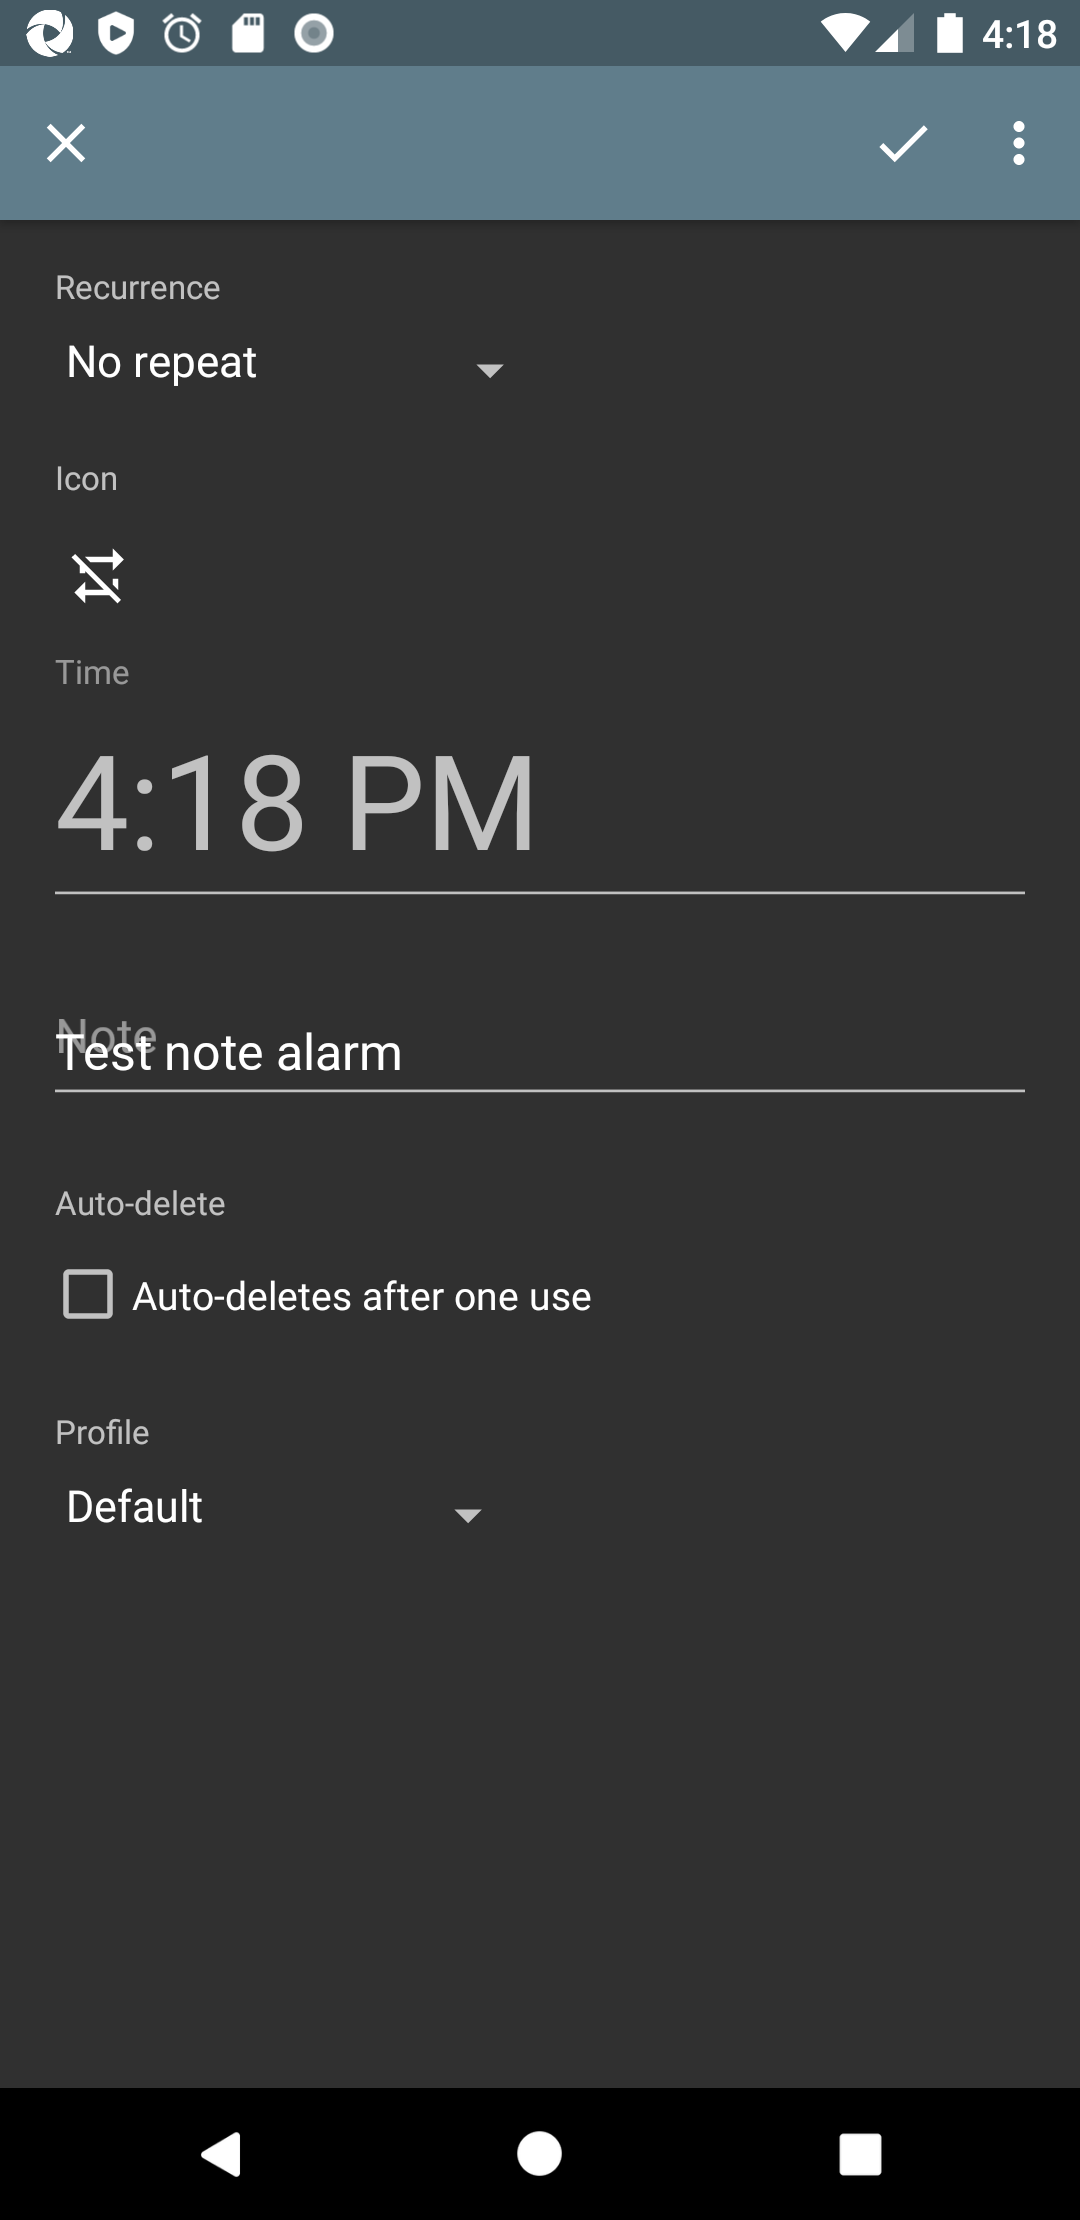 4:18
Recurrence
No repeat
Icon
Time
4:18 PM
Note
Test note alarm
Auto-delete
Auto-deletes after one use
Profile
Default